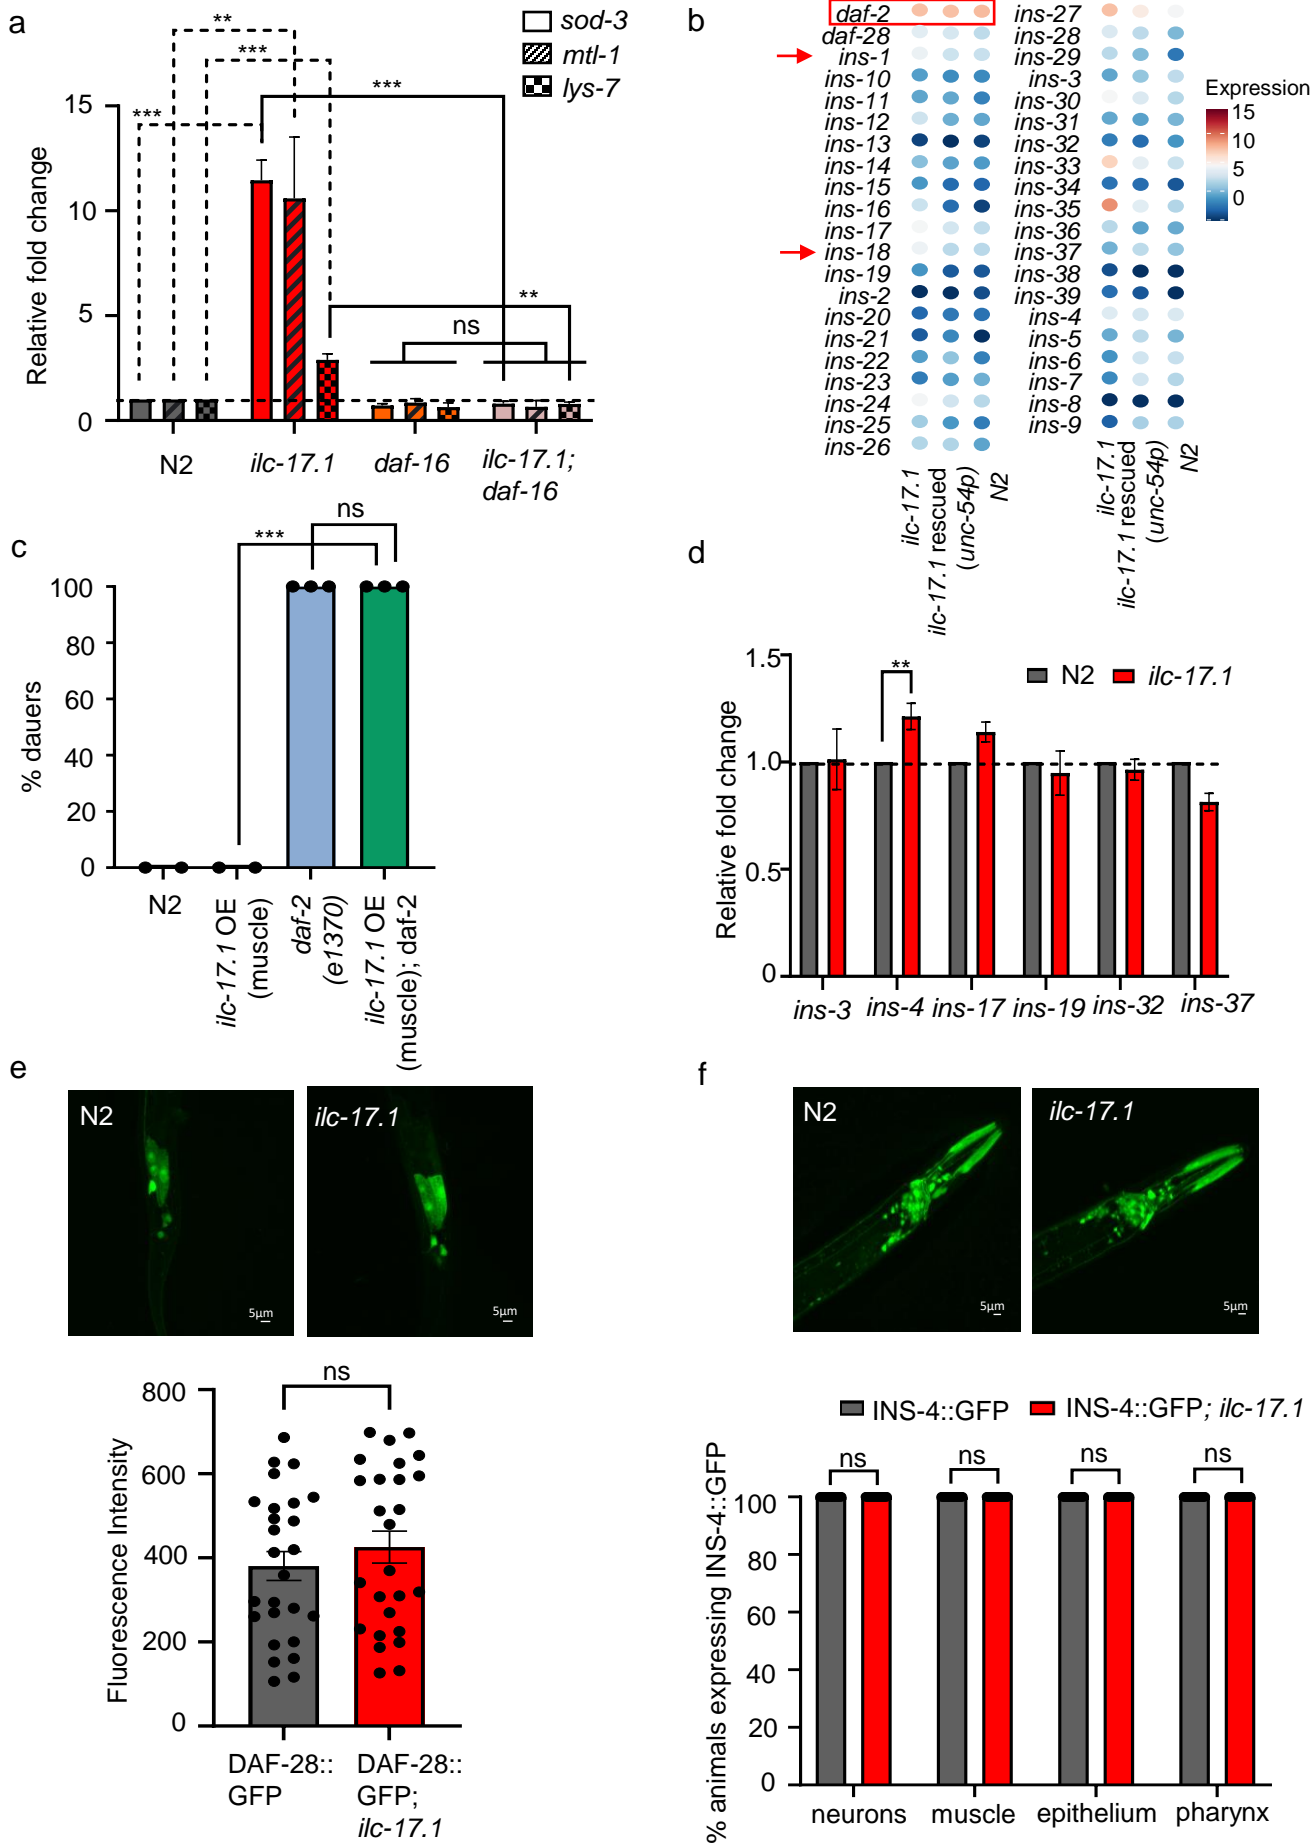 a
sod-3
mtl-1
lys-7
**
***
***
***
**
ns
Relative fold change
15
10
5
0
N2
ilc-17.1
daf-16
ilc-17.1;
daf-16
b
daf-2
daf-28
ins-1
ins-10
ins-11
ins-12
ins-13
ins-14
ins-15
ins-16
ins-17
ins-18
ins-19
ins-2
ins-20
ins-21
ins-22
ins-23
ins-24
ins-25
ins-26
ilc-17.1
ilc-17.1 rescued
(unc-54p)
N2
ins-27
ins-28
ins-29
ins-3
ins-30
ins-31
ins-32
ins-33
ins-34
ins-35
ins-36
ins-37
ins-38
ins-39
ins-4
ins-5
ins-6
ins-7
ins-8
ins-9
ilc-17.1
ilc-17.1 rescued
(unc-54p)
N2
Expression
15
10
5
0
c
ns
***
% dauers
100
80
60
40
20
0
N2
ilc-17.1 OE
(muscle)
daf-2
(e1370)
ilc-17.1 OE
(muscle); daf-2
d
N2
ilc-17.1
**
Relative fold change
1.5
1.0
0.5
0
ins-3
ins-4
ins-17
ins-19
ins-32
ins-37
e
N2
5µm
ilc-17.1
5µm
ns
Fluorescence Intensity
800
600
400
200
0
DAF-28::
GFP
DAF-28::
GFP;
ilc-17.1
f
N2
5µm
ilc-17.1
5µm
INS-4::GFP
INS-4::GFP; ilc-17.1
ns
ns
ns
ns
% animals expressing INS-4::GFP
100
80
60
40
20
0
neurons
muscle
epithelium
pharynx